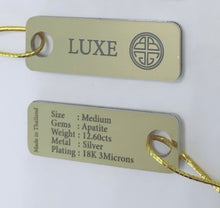 LUXE
Made in Thailand
Size : Medium
Gems : Apatite
Weight : 12.60cts
Metal : Silver
Plating : 18K 3Microns